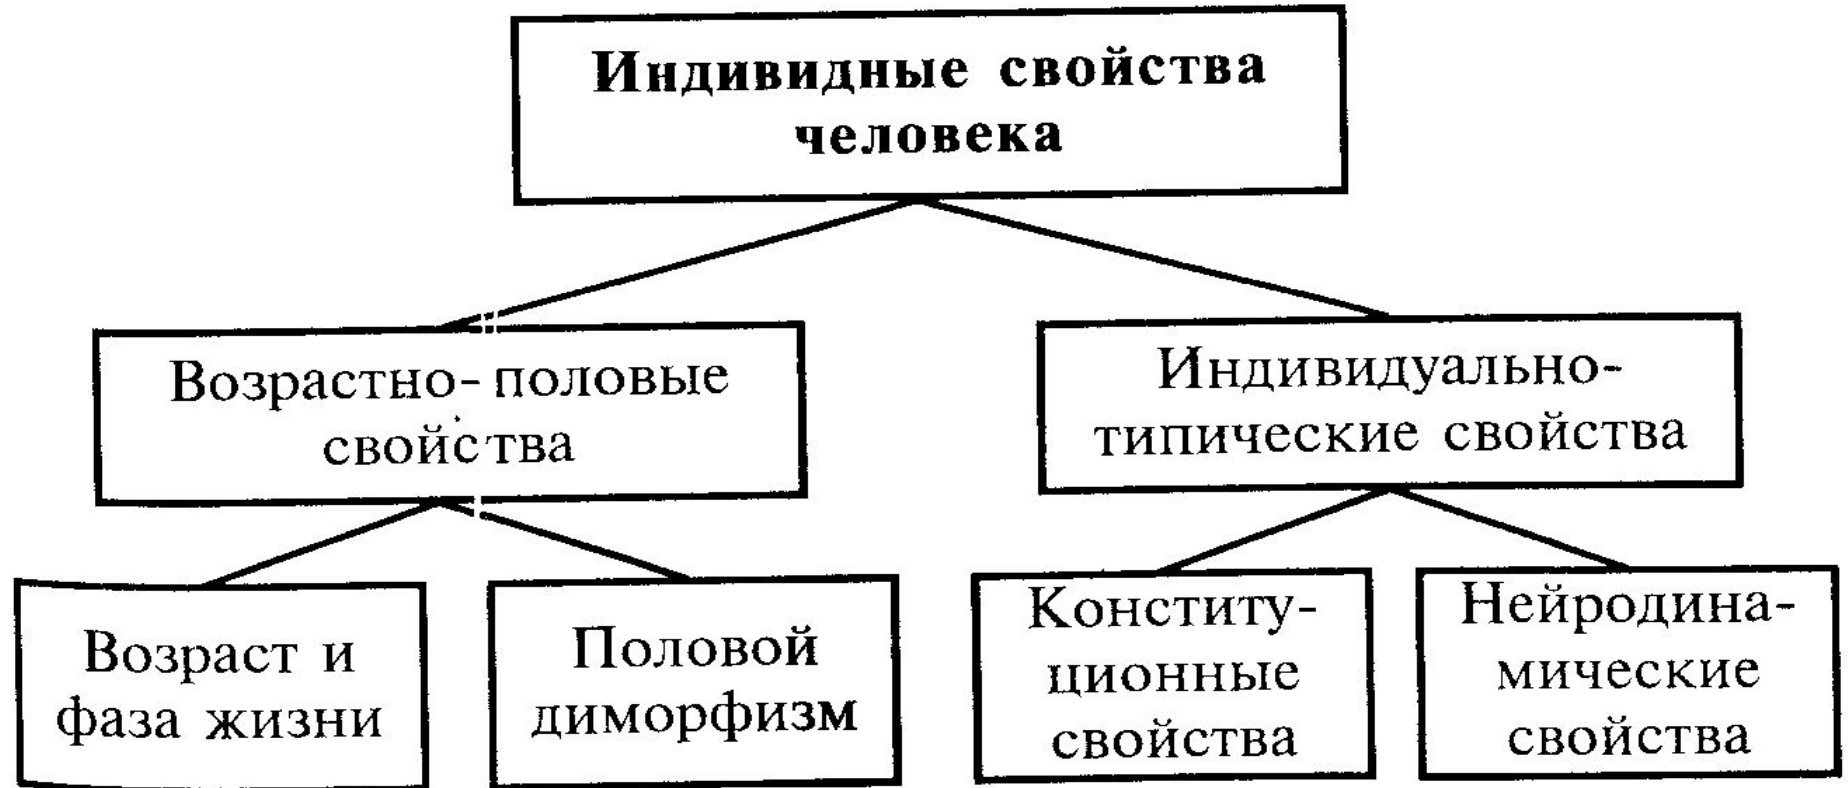 Индивидные свойства
человека
Возрастно-половые
свойства
Индивидуально-
типические свойства
Возраст и
фаза жизни
Половой
диморфизм
Конститу-
ционные
свойства
Нейродина-
мические
свойства